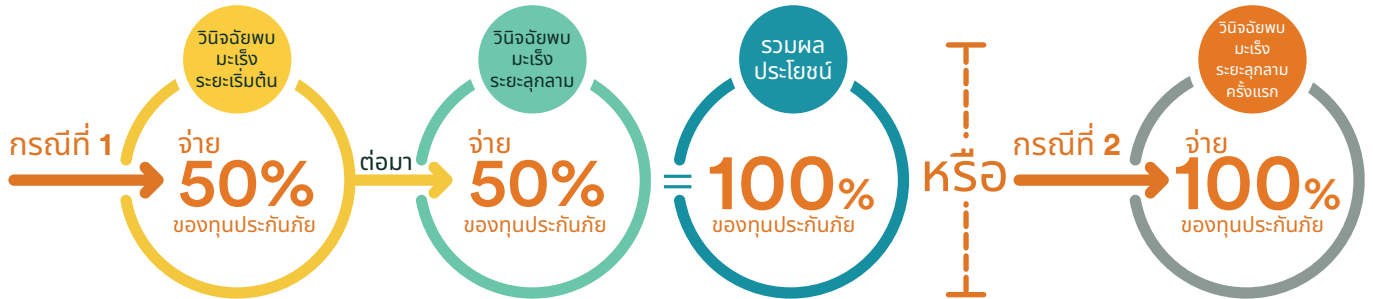 กรณีที่ 1
วินิจฉัยพบ
มะเร็ง
ระยะเริ่มต้น
จ่าย
50%
ของทุนประกันภัย
ต่อมา
วินิจฉัยพบ
มะเร็ง
ระยะลุกลาม
จ่าย
50%
ของทุนประกันภัย
=
รวมผล
ประโยชน์
100%
ของทุนประกันภัย
หรือ
กรณีที่ 2
วินิจฉัยพบ
มะเร็ง
ระยะลุกลาม
ครั้งแรก
จ่าย
100%
ของทุนประกันภัย